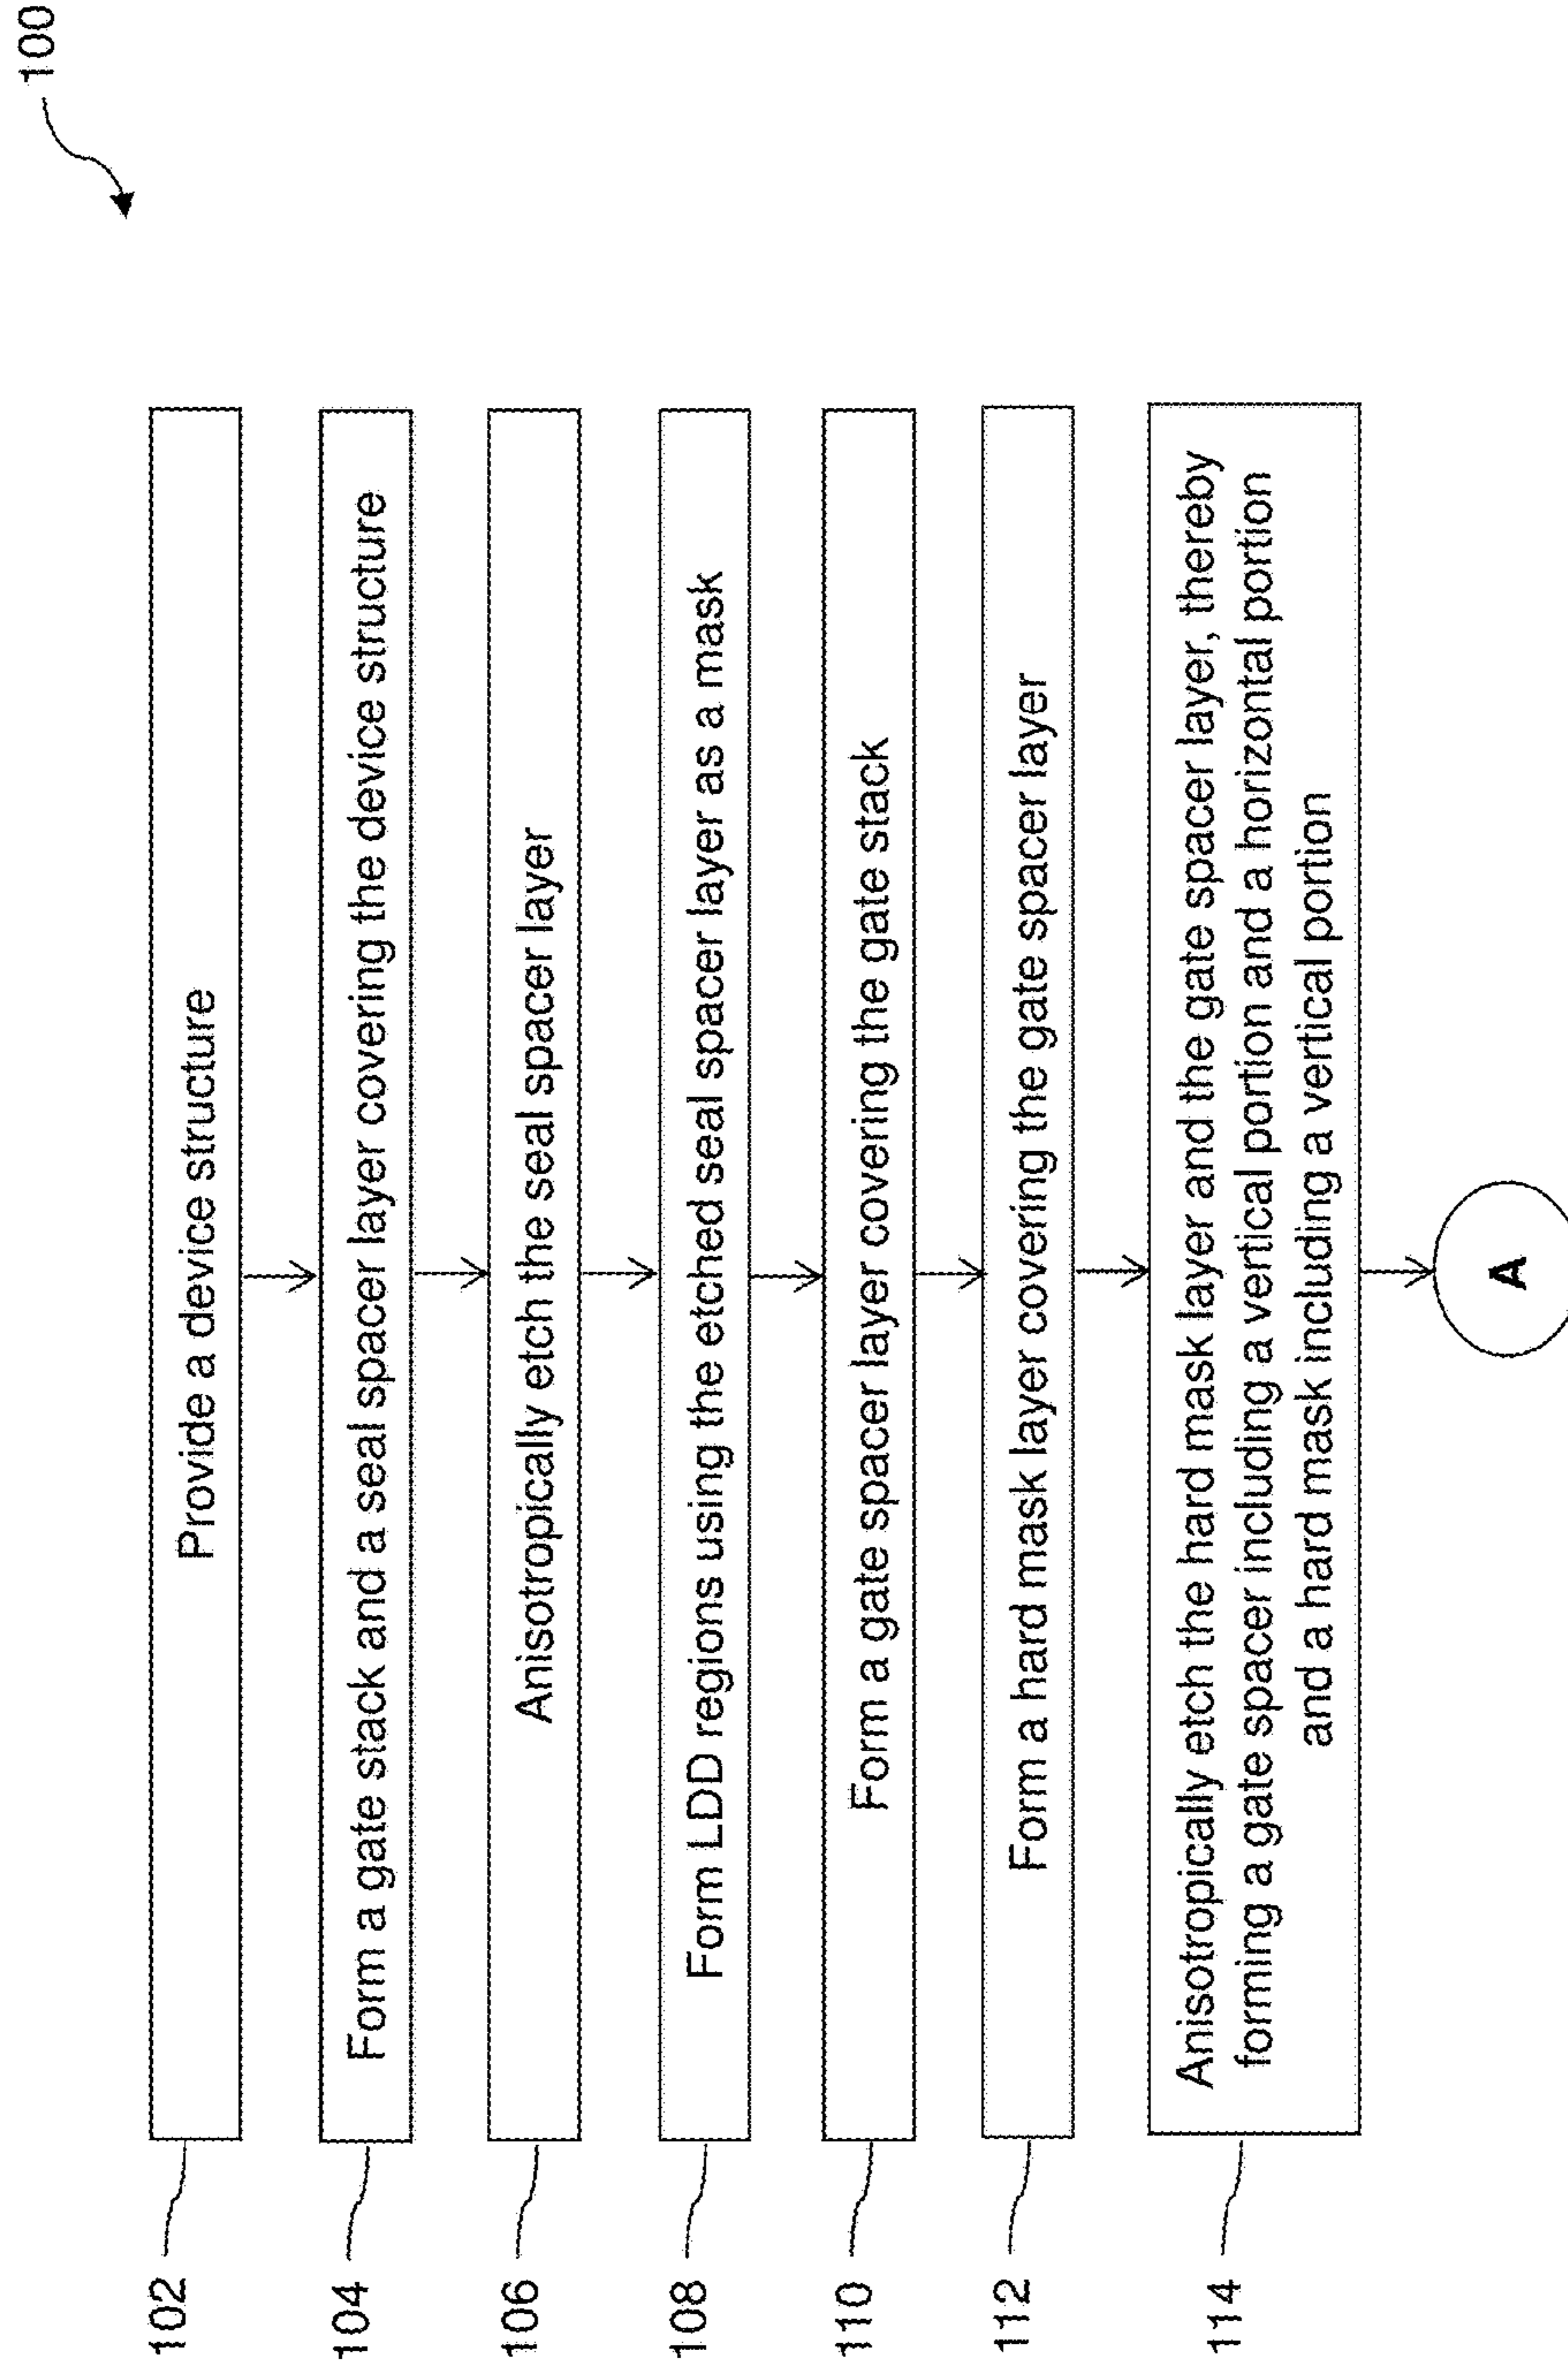 100
102
Provide a device structure
104
Form a gate stack and a seal spacer layer covering the device structure
106
Anisotropically etch the seal spacer layer
108
Form LDD regions using the etched seal spacer layer as a mask
110
Form a gate spacer layer covering the gate stack
112
Form a hard mask layer covering the gate spacer layer
114
Anisotropically etch the hard mask layer and the gate spacer layer, thereby
forming a gate spacer including a vertical portion and a horizontal portion
and a hard mask including a vertical portion
A